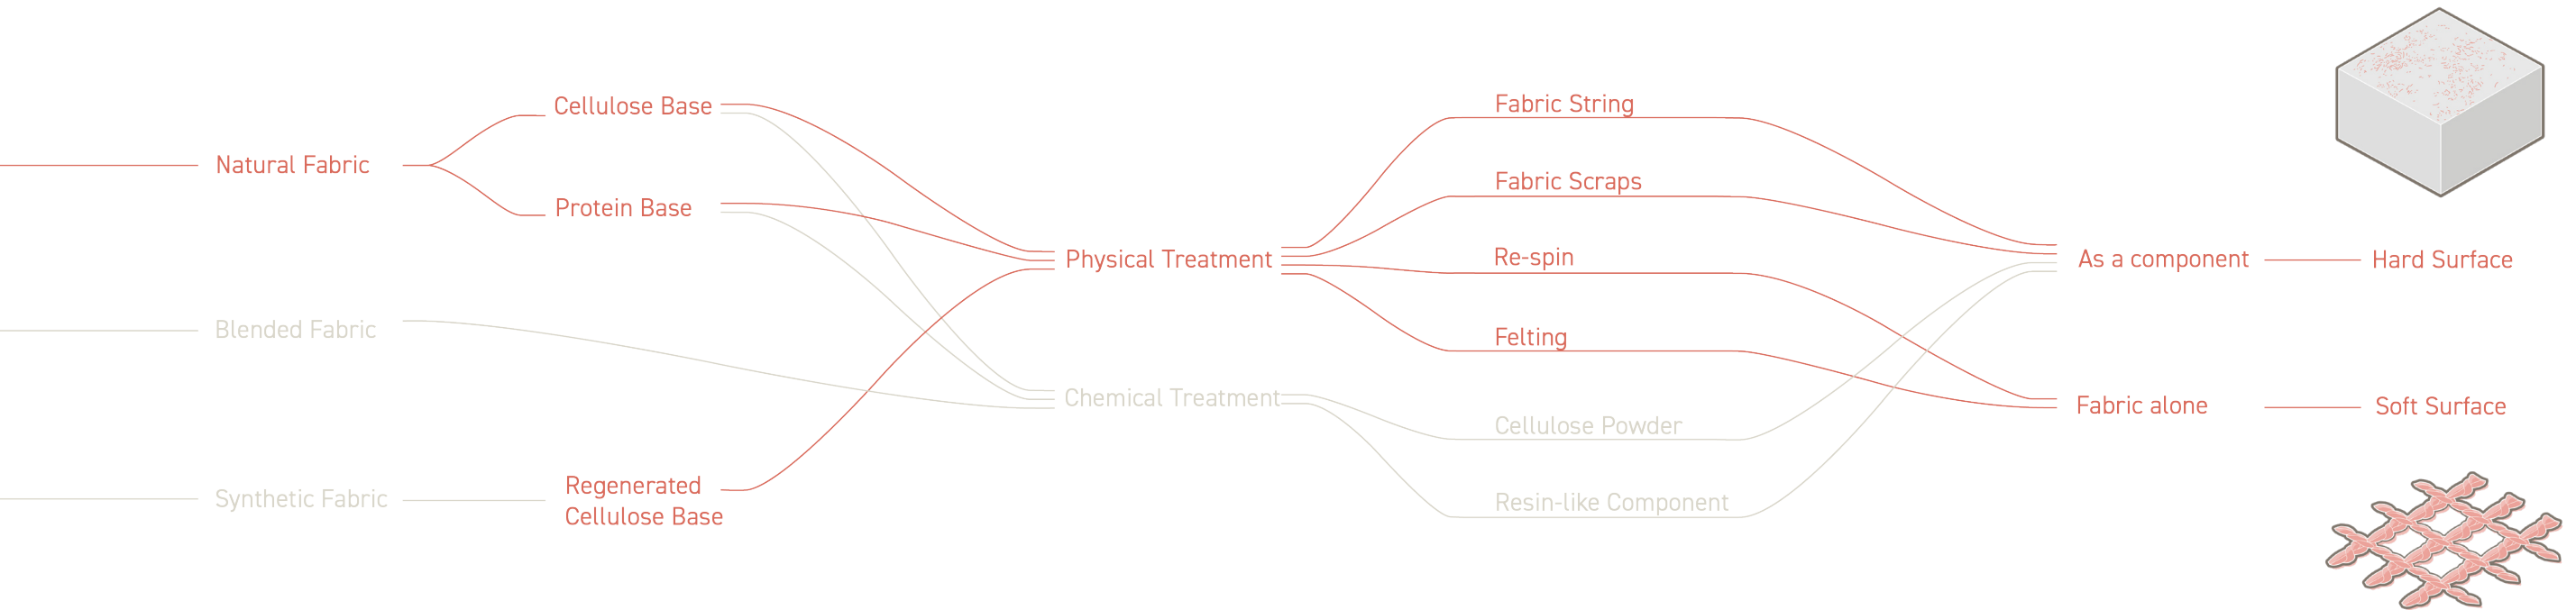 Natural Fabric
Blended Fabric
Synthetic Fabric
Cellulose Base
Protein Base
Regenerated
Cellulose Base
Physical Treatment
Chemical Treatment
Fabric String
Fabric Scraps
Re-spin
Felting
Cellulose Powder
Resin-like Component
As a component
Fabric alone
Hard Surface
Soft Surface